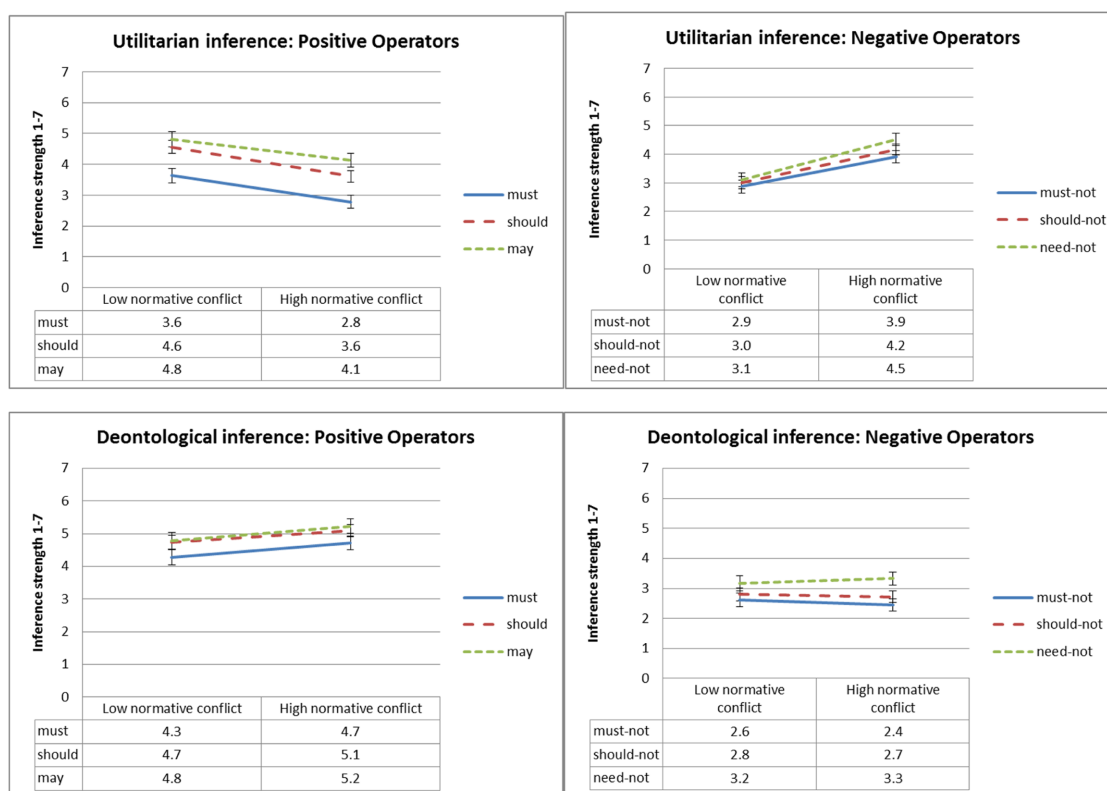 Utilitarian inference: Positive Operators
Inference strength 1-7
7
6
5
4
3
2
1
0
must
should
may
Low normative conflict High normative conflict
must 3.6 2.8
should 4.6 3.6
may 4.8 4.1
Utilitarian inference: Negative Operators
Inference strength 1-7
7
6
5
4
3
2
1
0
must-not
should-not
need-not
Low normative High normative
conflict conflict
must-not 2.9 3.9
should-not 3.0 4.2
need-not 3.1 4.5
Deontological inference: Positive Operators
Inference strength 1-7
7
6
5
4
3
2
1
0
must
should
may
Low normative conflict High normative conflict
must 4.3 4.7
should 4.7 5.1
may 4.8 5.2
Deontological inference: Negative Operators
Inference strength 1-7
7
6
5
4
3
2
1
0
must-not
should-not
need-not
Low normative High normative
conflict conflict
must-not 2.6 2.4
should-not 2.8 2.7
need-not 3.2 3.3